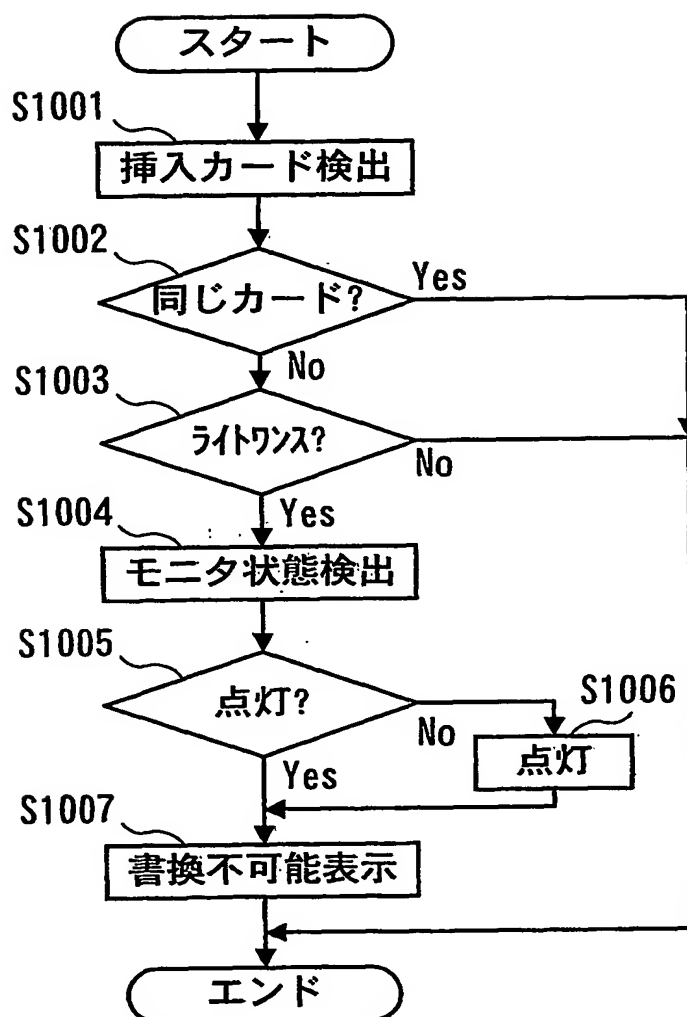 スタート
S1001
挿入カード検出
S1002
同じカード?
Yes
No
S1003
ライトワンス?
No
Yes
S1004
モニタ状態検出
S1005
点灯?
No
S1006
点灯
Yes
S1007
書換不可能表示
エンド